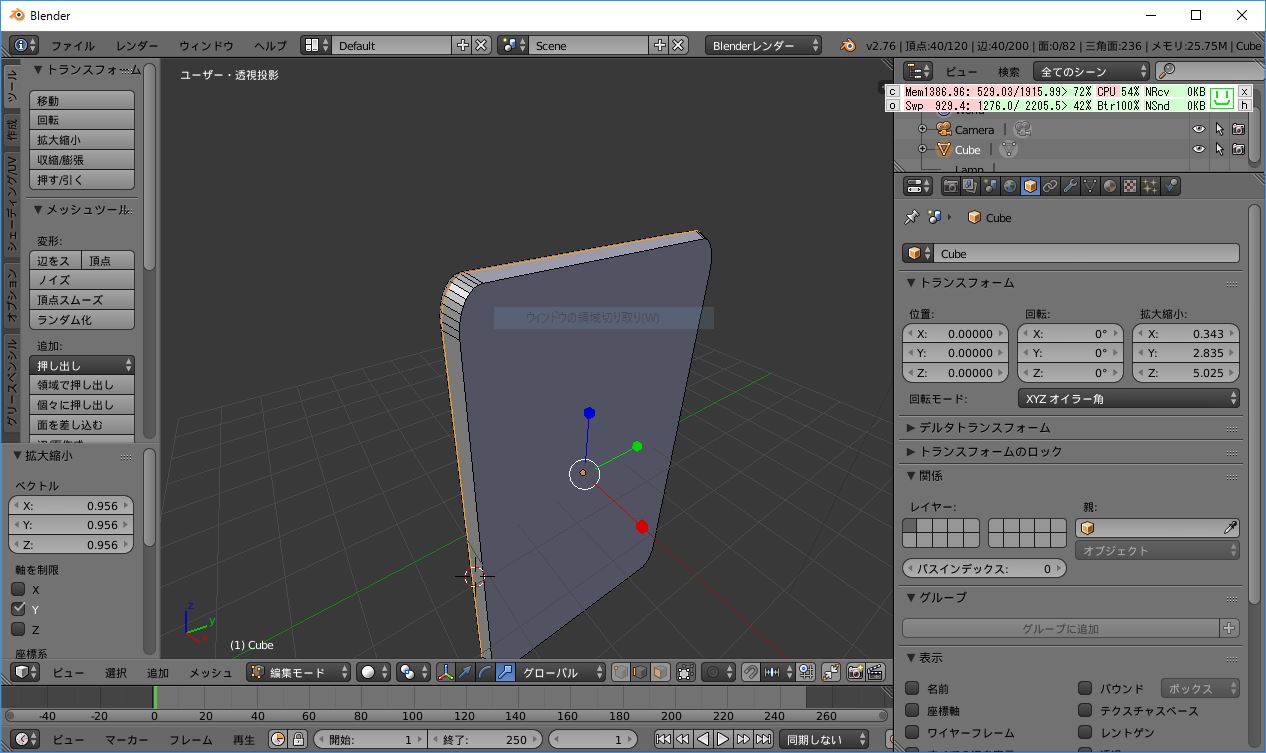 Blender
ファイル レンダー ウィンドウ ヘルプ Default Scene Blenderレンダー v2.76 | 頂点:40/120 | 辺:40/200 | 面:0/82 | 三角面:236 | メモリ:25.75M | Cube
ツール
作成
シェーディング/UV
オプション
グリースペンシル
トランスフォーム
移動
回転
拡大縮小
収縮/膨張
押す/引く
メッシュツール
変形:
辺をス 頂点
ノイズ
頂点スムーズ
ランダム化
追加:
押し出し
領域で押し出し
個々に押し出し
面を差し込む
拡大縮小
ベクトル
X: 0.956
Y: 0.956
Z: 0.956
軸を制限
X
Y
Z
座標系
ユーザー・透視投影
ウィンドウの領域切り取り(W)
z
y
x
(1) Cube
ビュー 選択 追加 メッシュ 編集モード グローバル
-40 -20 0 20 40 60 80 100 120 140 160 180 200 220 240 260
ビュー マーカー フレーム 再生 開始: 1 終了: 250 1 同期しない
ビュー 検索 全てのシーン
c Mem1386.96: 529.03/1915.99> 72% CPU 54% NRcv 0KB x
o Swp 929.4: 1276.0/ 2205.5> 42% Btr100% NSnd 0KB h
World
Camera
Cube
Lamp
Cube
Cube
トランスフォーム
位置: 回転: 拡大縮小:
X: 0.00000 X: 0° X: 0.343
Y: 0.00000 Y: 0° Y: 2.835
Z: 0.00000 Z: 0° Z: 5.025
回転モード: XYZ オイラー角
デルタトランスフォーム
トランスフォームのロック
関係
レイヤー: 親:
オブジェクト
パスインデックス: 0
グループ
グループに追加
表示
名前 バウンド ボックス
座標軸 テクスチャスペース
ワイヤーフレーム レントゲン